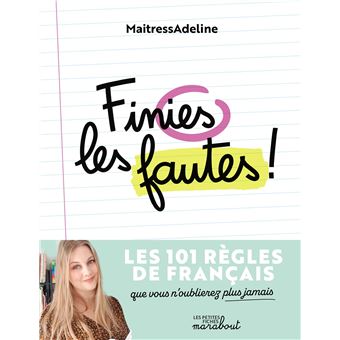 MaitressAdeline
Finies
les fautes !
LES 101 RÈGLES
DE FRANÇAIS
que vous n'oublierez plus jamais
LES PETITES
FICHES
marabout